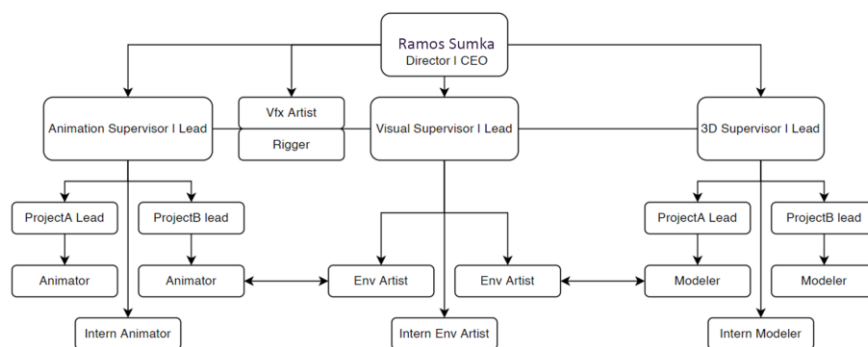 Ramos Sumka
Director I CEO
Animation Supervisor I Lead
Vfx Artist
Rigger
Visual Supervisor I Lead
3D Supervisor I Lead
ProjectA Lead
ProjectB lead
ProjectA Lead
ProjectB lead
Animator
Animator
Env Artist
Env Artist
Modeler
Modeler
Intern Animator
Intern Env Artist
Intern Modeler